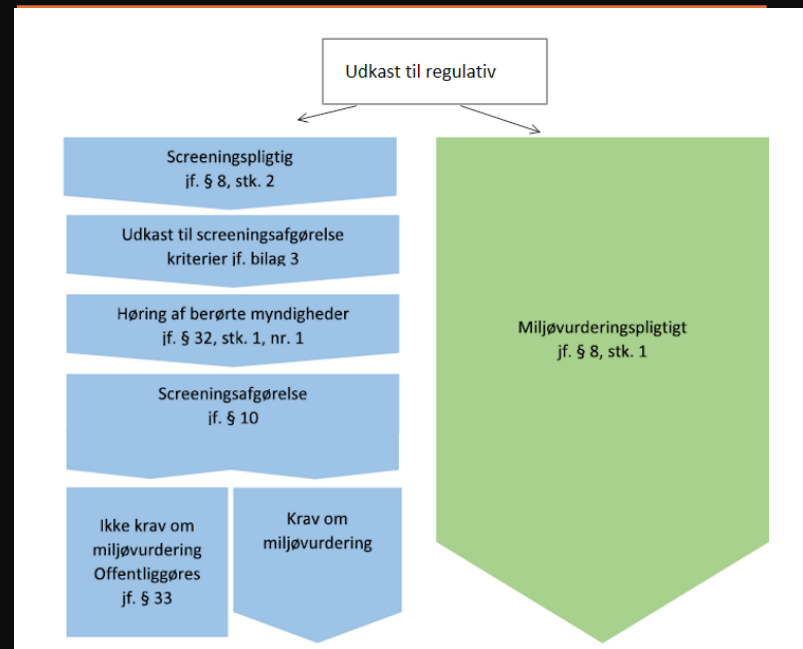 Udkast til regulativ
Screeningspligtig
jf. § 8, stk. 2
Udkast til screeningsafgørelse
kriterier jf. bilag 3
Høring af berørte myndigheder
jf. § 32, stk. 1, nr. 1
Screeningsafgørelse
jf. § 10
Ikke krav om
miljøvurdering
Offentliggøres
jf. § 33
Krav om
miljøvurdering
Miljøvurderingspligtigt
jf. § 8, stk. 1